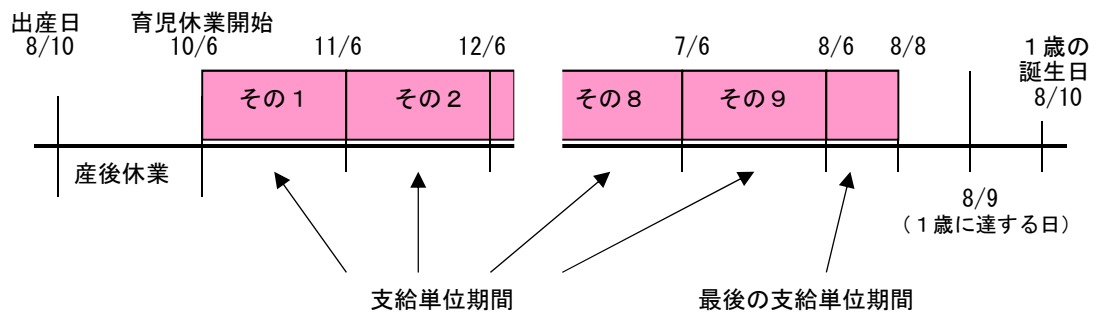 出産日
8/10
育児休業開始
10/6
11/6
12/6
7/6
8/6
8/8
１歳の
誕生日
8/10
その１
その２
その８
その９
産後休業
8/9
(１歳に達する日)
支給単位期間
最後の支給単位期間